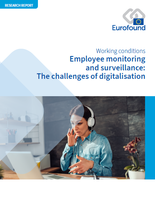 RESEARCH REPORT
Eurofound
Working conditions
Employee monitoring
and surveillance:
The challenges of digitalisation